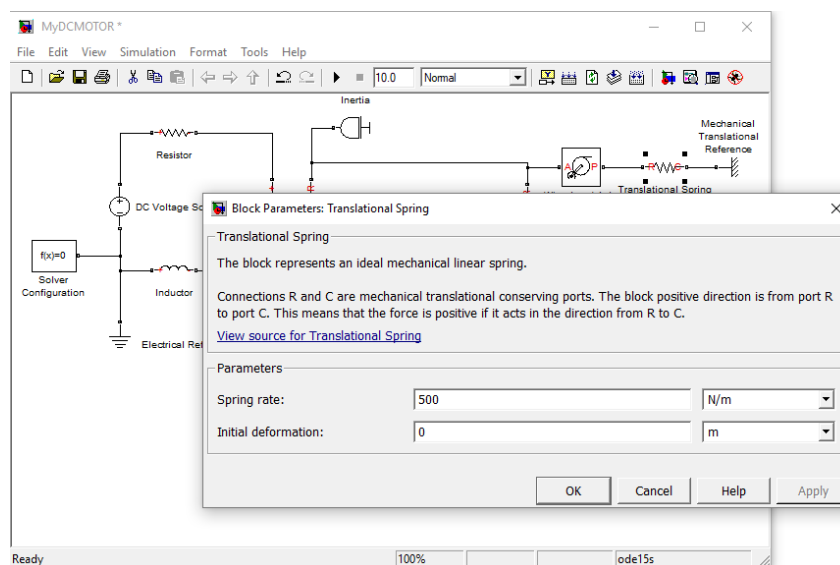 MyDCMOTOR *
File Edit View Simulation Format Tools Help
10.0 Normal
Inertia
Resistor
Mechanical
Translational
Reference
A P
R C
Translational Spring
DC Voltage So
f(x)=0
Solver
Configuration
Inductor
Electrical Ref
Block Parameters: Translational Spring
Translational Spring
The block represents an ideal mechanical linear spring.
Connections R and C are mechanical translational conserving ports. The block positive direction is from port R
to port C. This means that the force is positive if it acts in the direction from R to C.
View source for Translational Spring
Parameters
Spring rate: 500 N/m
Initial deformation: 0 m
OK Cancel Help Apply
Ready 100% ode15s